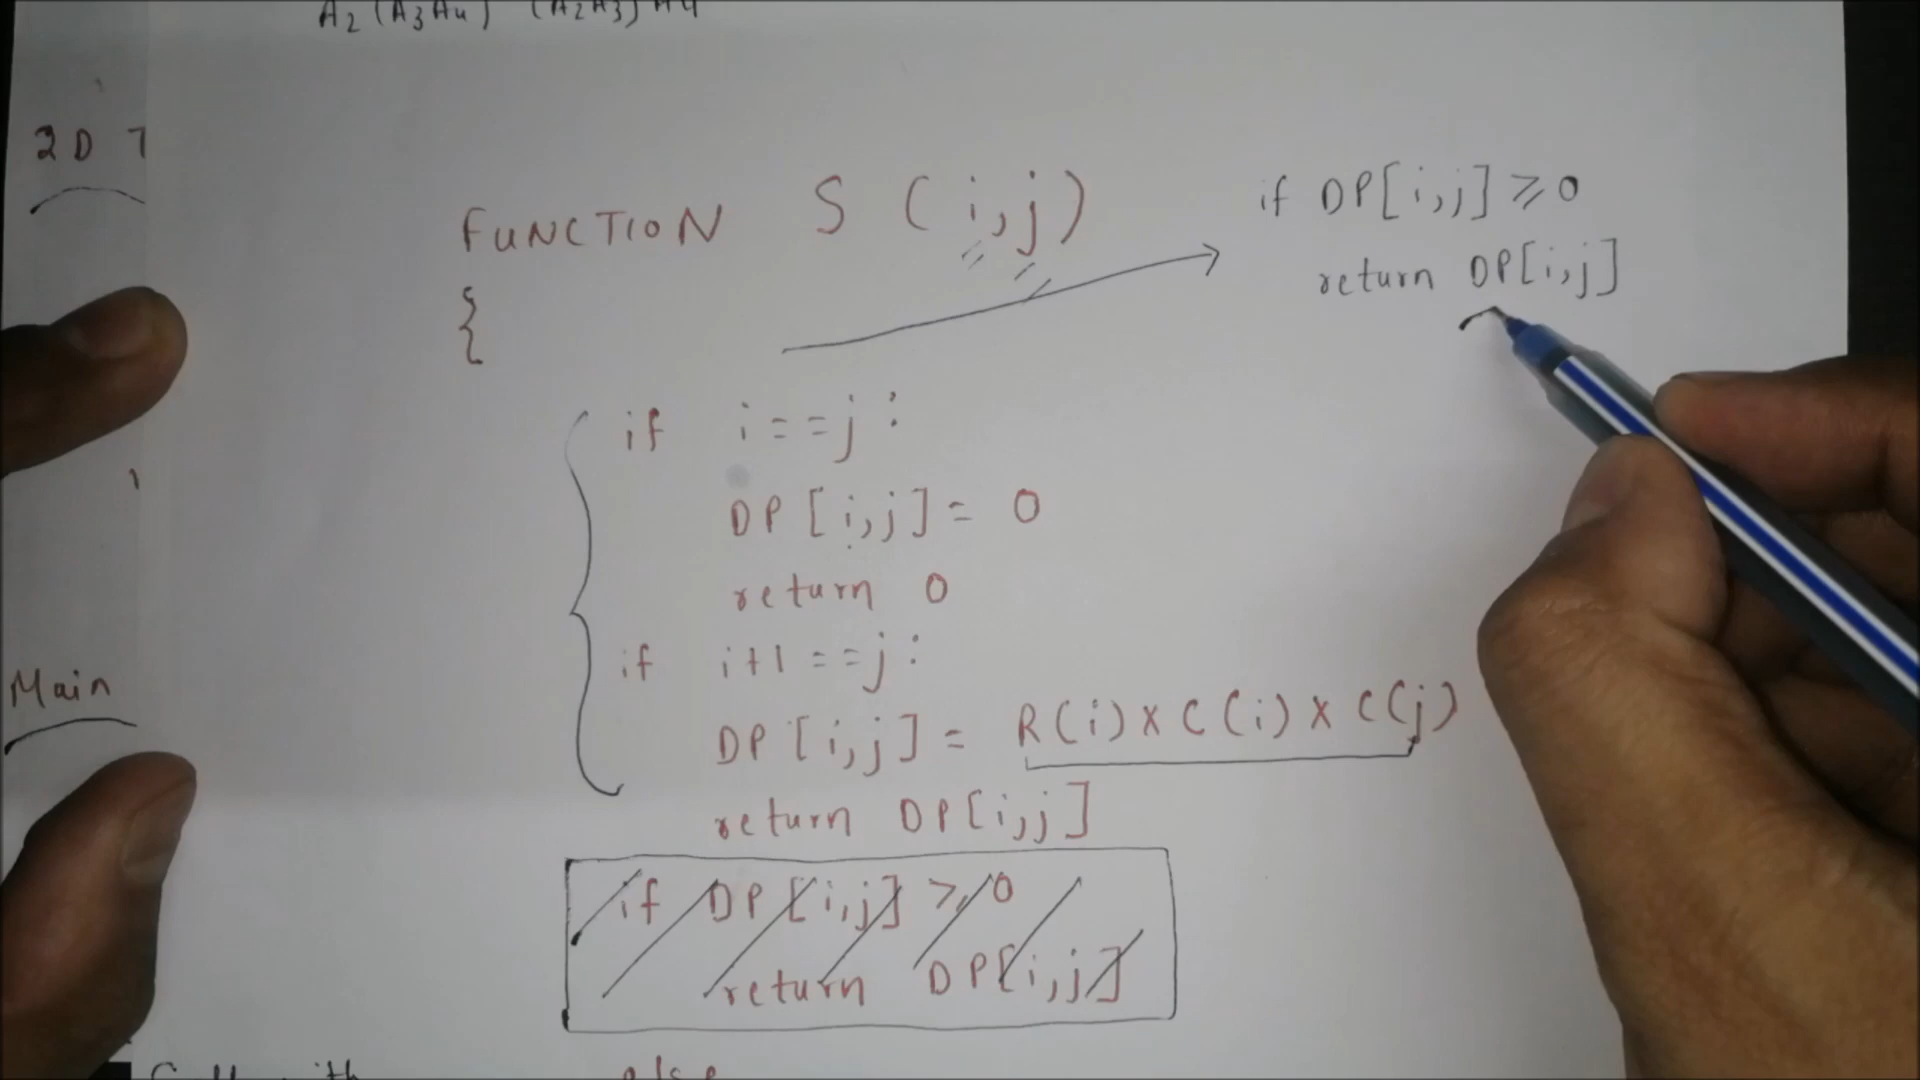 A2 (A3A4) (A2A3) A4
2D
FUNCTION S (i,j)
{
if DP[i,j] ≥ 0
return DP[i,j]
if i==j :
DP [i,j] = 0
return 0
if i+1 ==j :
DP [i,j] = R(i) X C(i) X C(j)
return DP[i,j]
if DP [i,j] ≥ 0
return DP[i,j]
Main
else